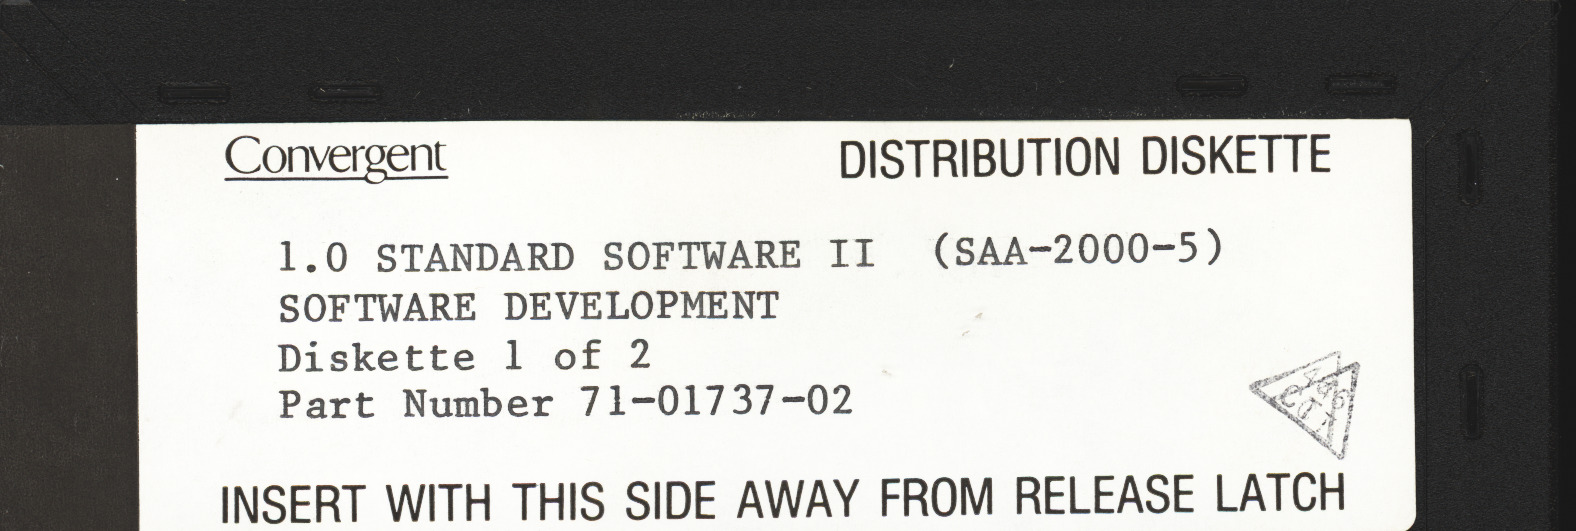 Convergent DISTRIBUTION DISKETTE
1.0 STANDARD SOFTWARE II (SAA-2000-5)
SOFTWARE DEVELOPMENT
Diskette 1 of 2
Part Number 71-01737-02
INSERT WITH THIS SIDE AWAY FROM RELEASE LATCH